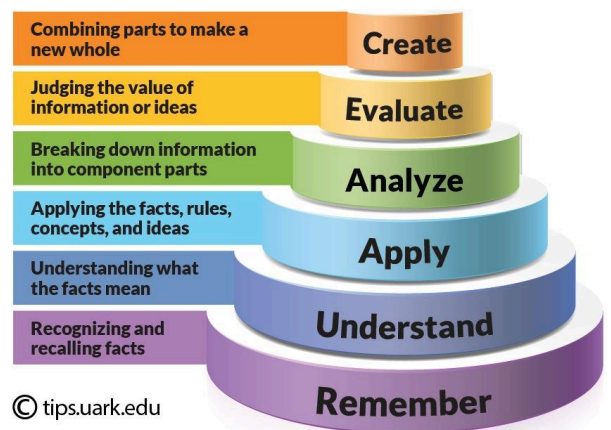 Combining parts to make a
new whole
Create
Judging the value of
information or ideas
Evaluate
Breaking down information
into component parts
Analyze
Applying the facts, rules,
concepts, and ideas
Apply
Understanding what
the facts mean
Understand
Recognizing and
recalling facts
Remember
© tips.uark.edu